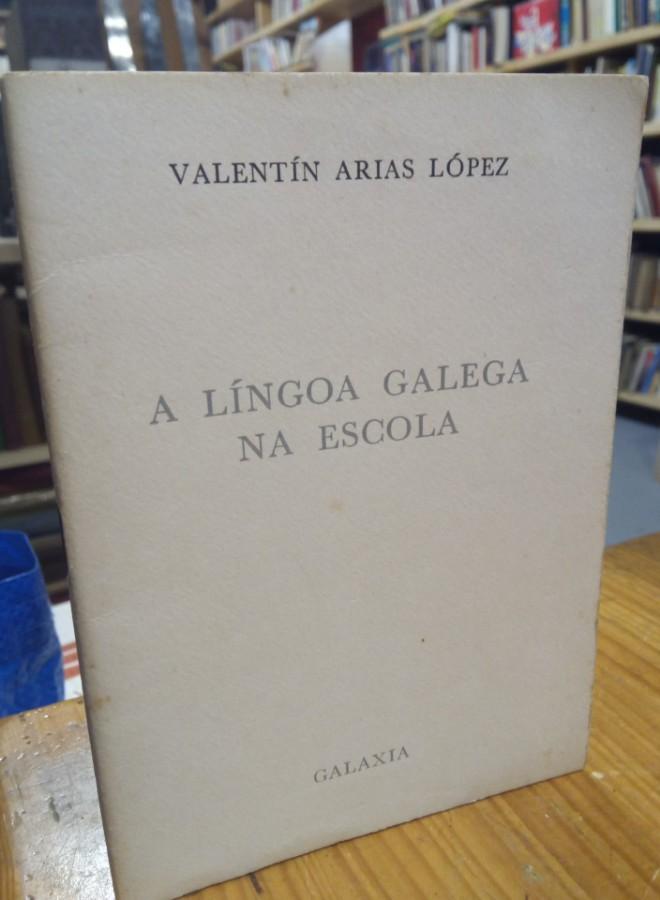 VALENTÍN ARIAS LÓPEZ
A LÍNGOA GALEGA
NA ESCOLA
GALAXIA